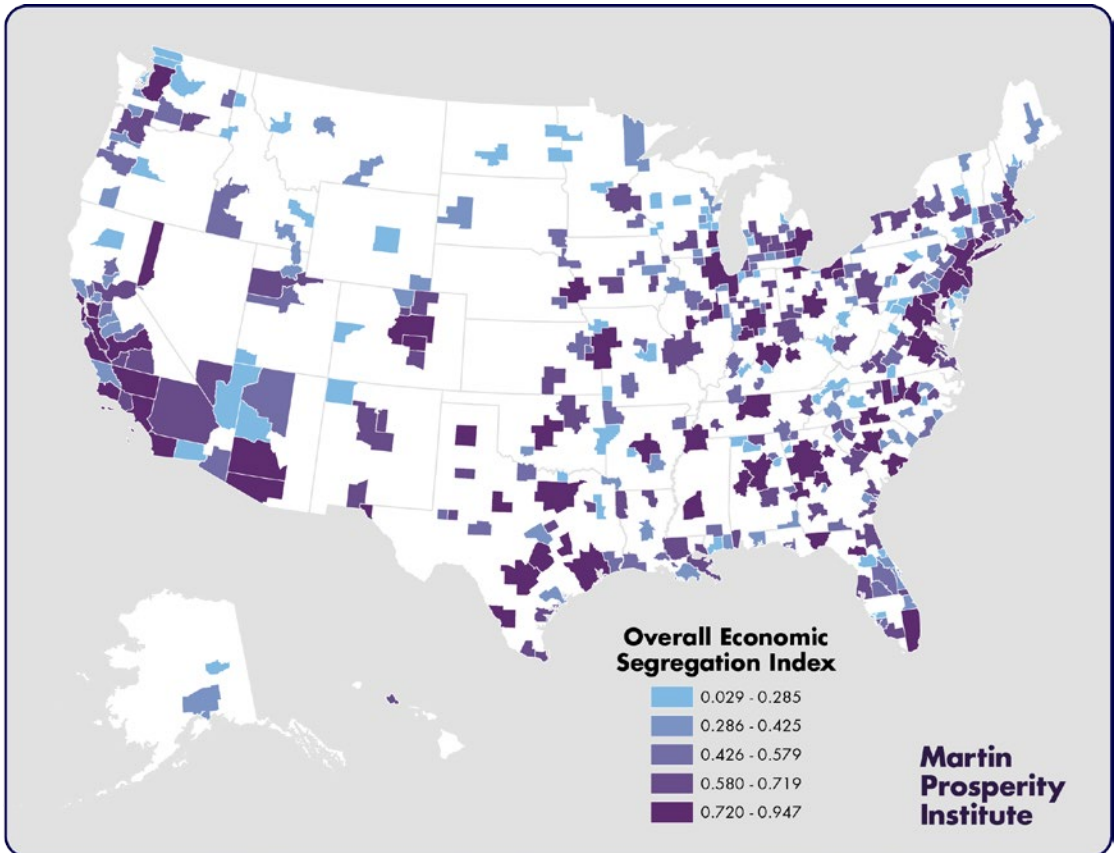 Overall Economic
Segregation Index
0.029 - 0.285
0.286 - 0.425
0.426 - 0.579
0.580 - 0.719
0.720 - 0.947
Martin
Prosperity
Institute